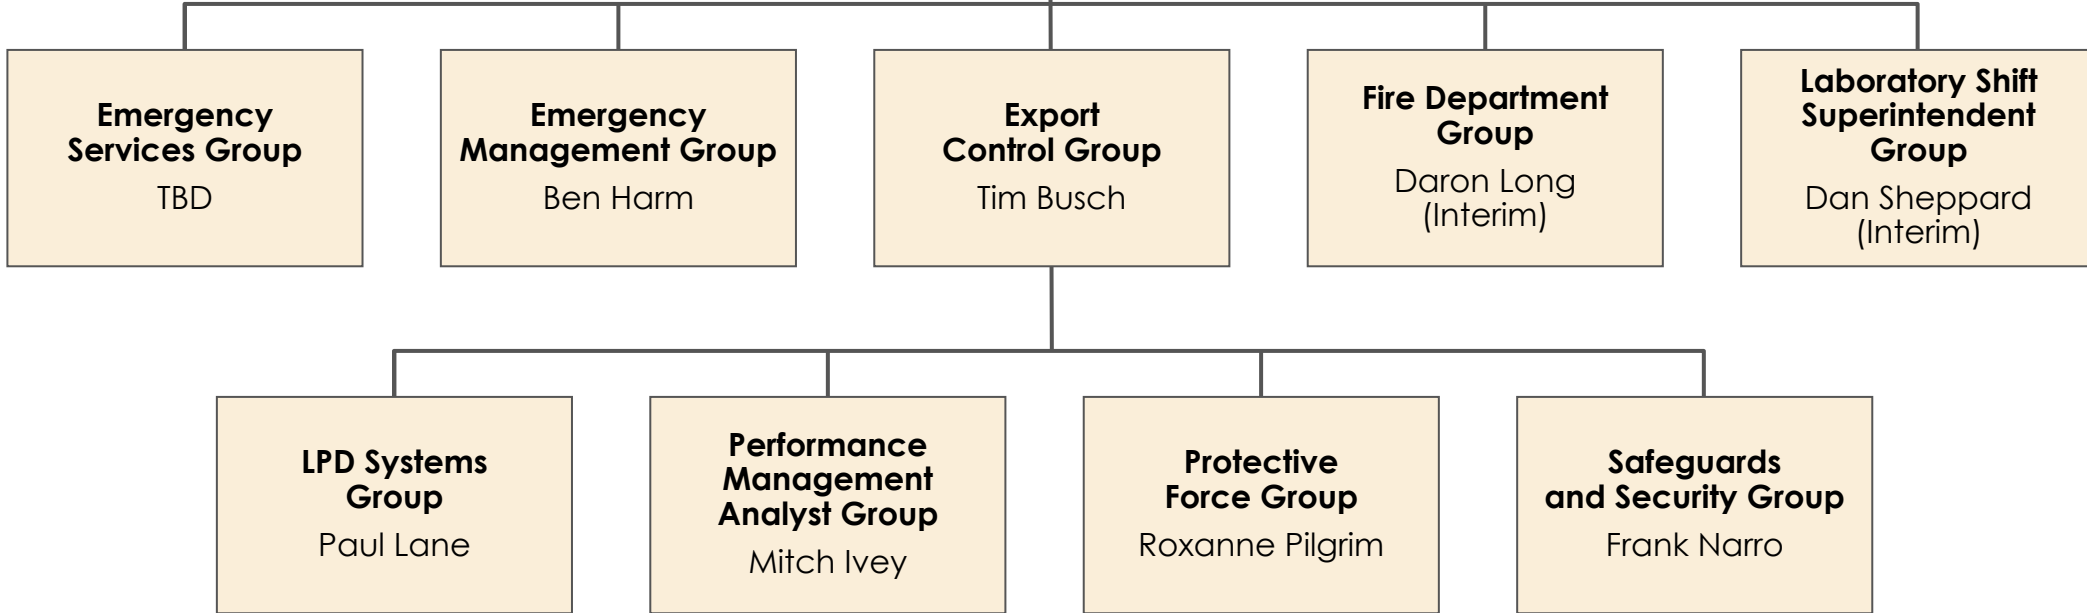 Emergency
Services Group
TBD
Emergency
Management Group
Ben Harm
Export
Control Group
Tim Busch
Fire Department
Group
Daron Long
(Interim)
Laboratory Shift
Superintendent
Group
Dan Sheppard
(Interim)
LPD Systems
Group
Paul Lane
Performance
Management
Analyst Group
Mitch Ivey
Protective
Force Group
Roxanne Pilgrim
Safeguards
and Security Group
Frank Narro